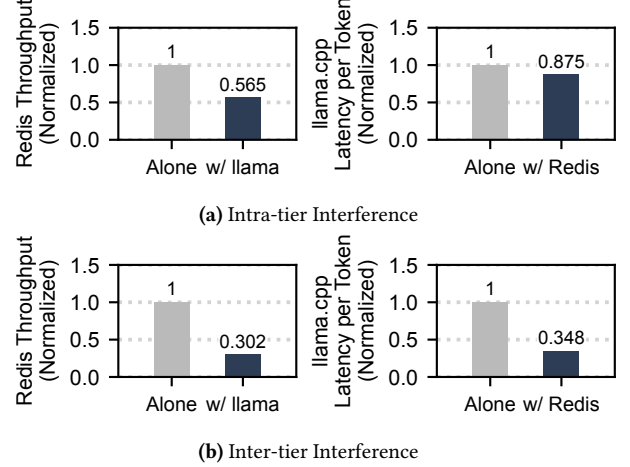 Redis Throughput
(Normalized)
1.5
1.0
0.5
0.0
1
0.565
Alone w/ llama
llama.cpp
Latency per Token
(Normalized)
1.5
1.0
0.5
0.0
1
0.875
Alone w/ Redis
(a) Intra-tier Interference
Redis Throughput
(Normalized)
1.5
1.0
0.5
0.0
1
0.302
Alone w/ llama
llama.cpp
Latency per Token
(Normalized)
1.5
1.0
0.5
0.0
1
0.348
Alone w/ Redis
(b) Inter-tier Interference